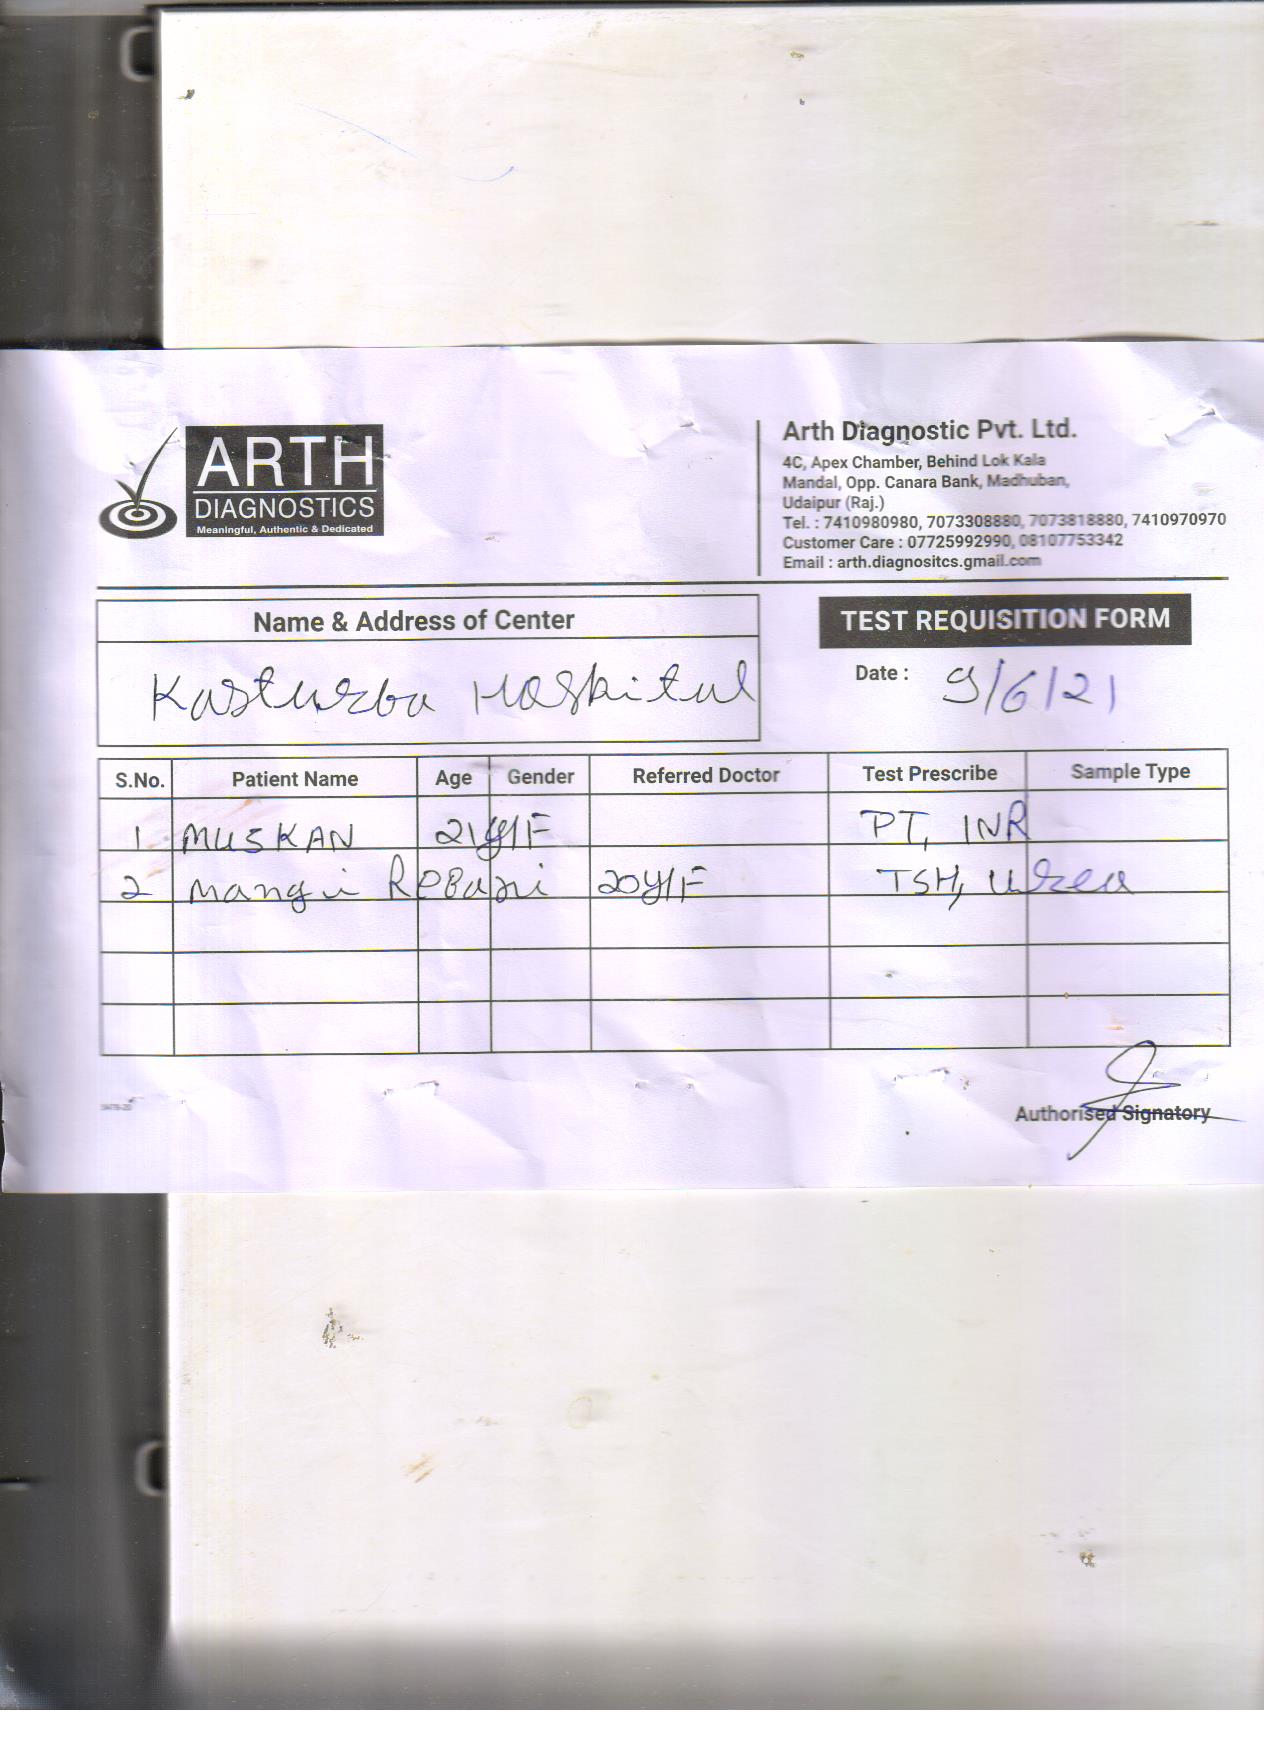 ARTH
DIAGNOSTICS
Meaningful, Authentic & Dedicated
Arth Diagnostic Pvt. Ltd.
4C, Apex Chamber, Behind Lok Kala
Mandal, Opp. Canara Bank, Madhuban,
Udaipur (Raj.)
Tel. : 7410980980, 7073308880, 7073818880, 7410970970
Customer Care : 07725992990, 08107753342
Email : arth.diagnositcs.gmail.com
Name & Address of Center
Kasturba Hospital
TEST REQUISITION FORM
Date : 9/6/21
S.No. Patient Name Age Gender Referred Doctor Test Prescribe Sample Type
1 MUSKAN 21y/F PT, INR
2 Mangi Rebari 20y/F TSH, Urea
Authorised Signatory